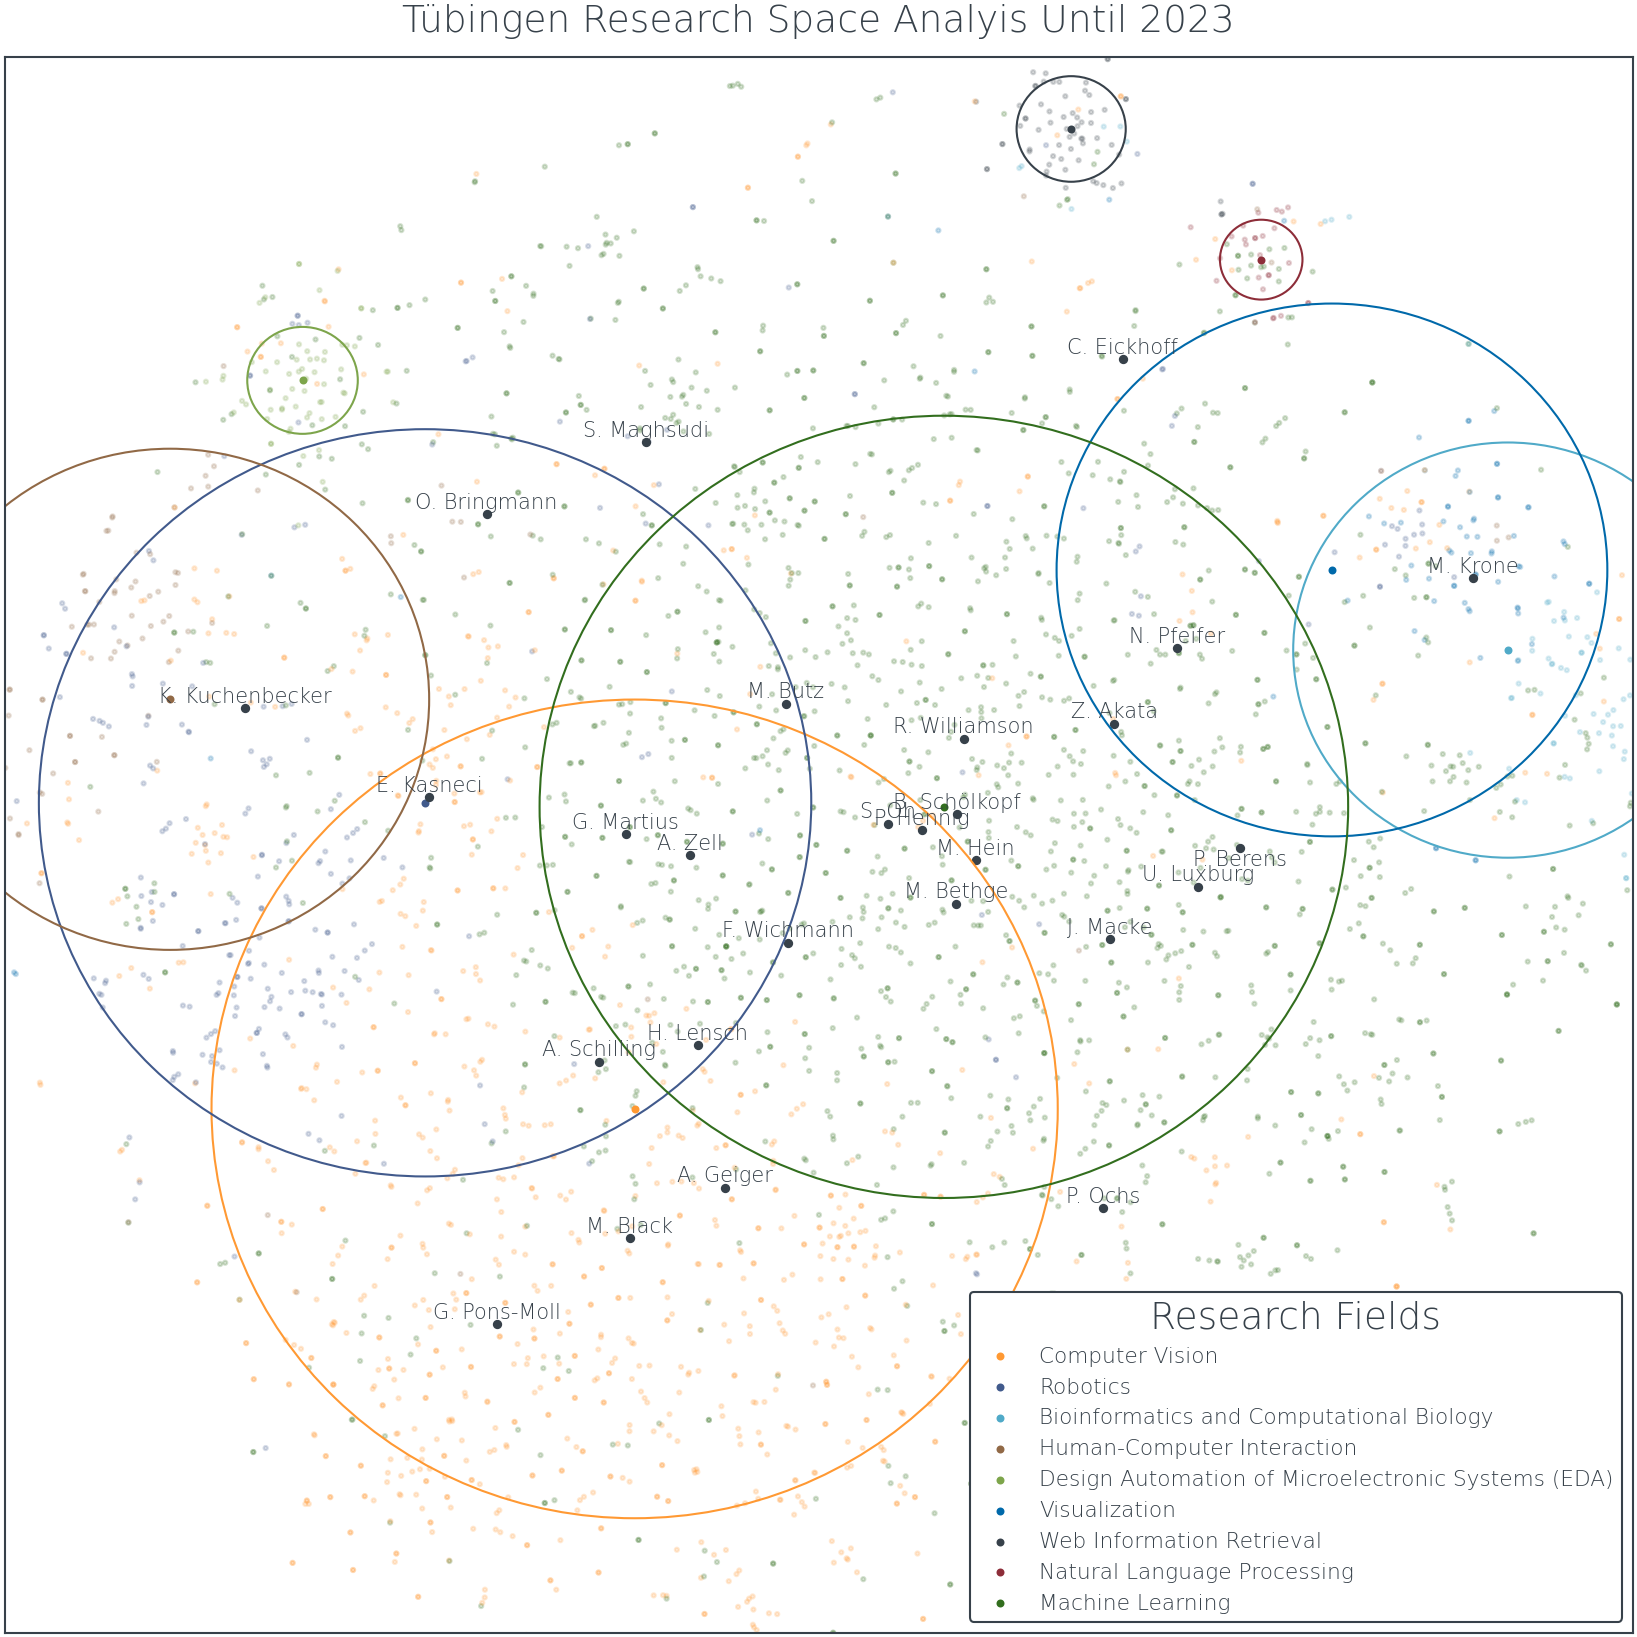 Tübingen Research Space Analyis Until 2023
C. Eickhoff
S. Maghsudi
O. Bringmann
M. Krone
N. Pfeifer
K. Kuchenbecker
M. Butz
Z. Akata
R. Williamson
E. Kasneci
B. Schölkopf
S. Oh
P. Hennig
G. Martius
A. Zell
M. Hein
P. Berens
U. Luxburg
M. Bethge
F. Wichmann
J. Macke
H. Lensch
A. Schilling
A. Geiger
P. Ochs
M. Black
G. Pons-Moll
Research Fields
Computer Vision
Robotics
Bioinformatics and Computational Biology
Human-Computer Interaction
Design Automation of Microelectronic Systems (EDA)
Visualization
Web Information Retrieval
Natural Language Processing
Machine Learning